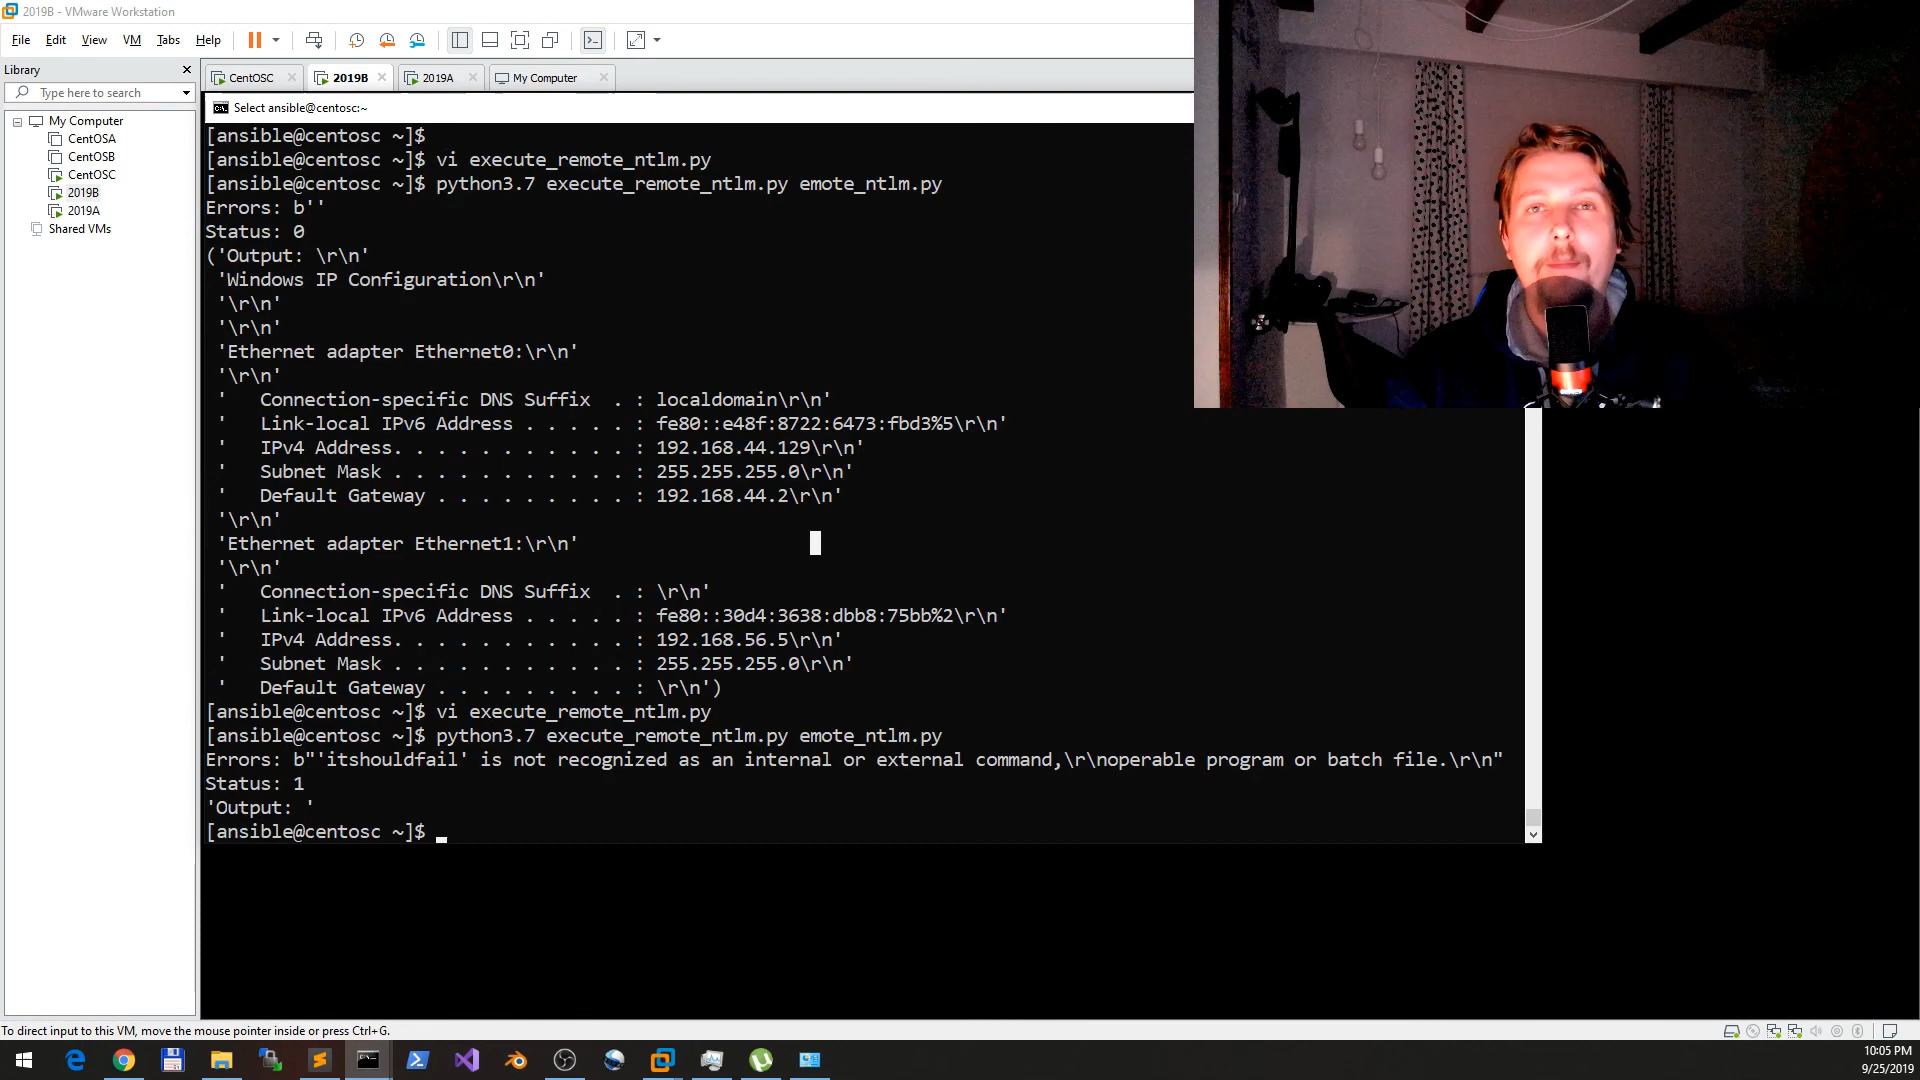 2019B - VMware Workstation
File Edit View VM Tabs Help
Library
Type here to search
My Computer
CentOSA
CentOSB
CentOSC
2019B
2019A
Shared VMs
CentOSC 2019B 2019A My Computer
Select ansible@centosc:~
[ansible@centosc ~]$
[ansible@centosc ~]$ vi execute_remote_ntlm.py
[ansible@centosc ~]$ python3.7 execute_remote_ntlm.py emote_ntlm.py
Errors: b''
Status: 0
('Output: \r\n'
'Windows IP Configuration\r\n'
'\r\n'
'\r\n'
'Ethernet adapter Ethernet0:\r\n'
'\r\n'
'   Connection-specific DNS Suffix  . : localdomain\r\n'
'   Link-local IPv6 Address . . . . . : fe80::e48f:8722:6473:fbd3%5\r\n'
'   IPv4 Address. . . . . . . . . . . : 192.168.44.129\r\n'
'   Subnet Mask . . . . . . . . . . . : 255.255.255.0\r\n'
'   Default Gateway . . . . . . . . . : 192.168.44.2\r\n'
'\r\n'
'Ethernet adapter Ethernet1:\r\n'
'\r\n'
'   Connection-specific DNS Suffix  . : \r\n'
'   Link-local IPv6 Address . . . . . : fe80::30d4:3638:dbb8:75bb%2\r\n'
'   IPv4 Address. . . . . . . . . . . : 192.168.56.5\r\n'
'   Subnet Mask . . . . . . . . . . . : 255.255.255.0\r\n'
'   Default Gateway . . . . . . . . . : \r\n')
[ansible@centosc ~]$ vi execute_remote_ntlm.py
[ansible@centosc ~]$ python3.7 execute_remote_ntlm.py emote_ntlm.py
Errors: b"'itshouldfail' is not recognized as an internal or external command,\r\noperable program or batch file.\r\n"
Status: 1
'Output: '
[ansible@centosc ~]$
To direct input to this VM, move the mouse pointer inside or press Ctrl+G.
10:05 PM
9/25/2019